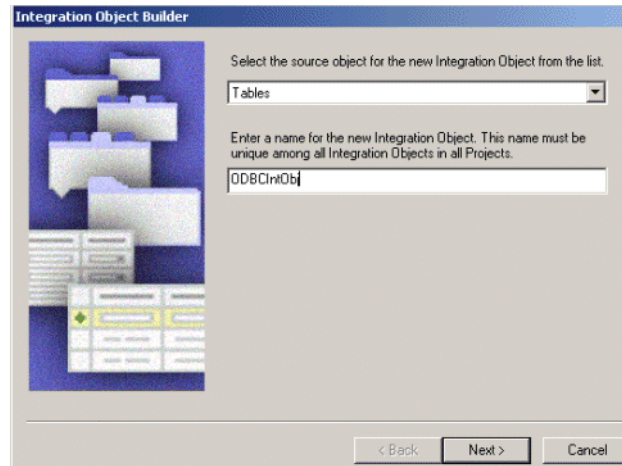 Integration Object Builder
Select the source object for the new Integration Object from the list.
Tables
Enter a name for the new Integration Object. This name must be
unique among all Integration Objects in all Projects.
ODBCIntObj
< Back
Next >
Cancel